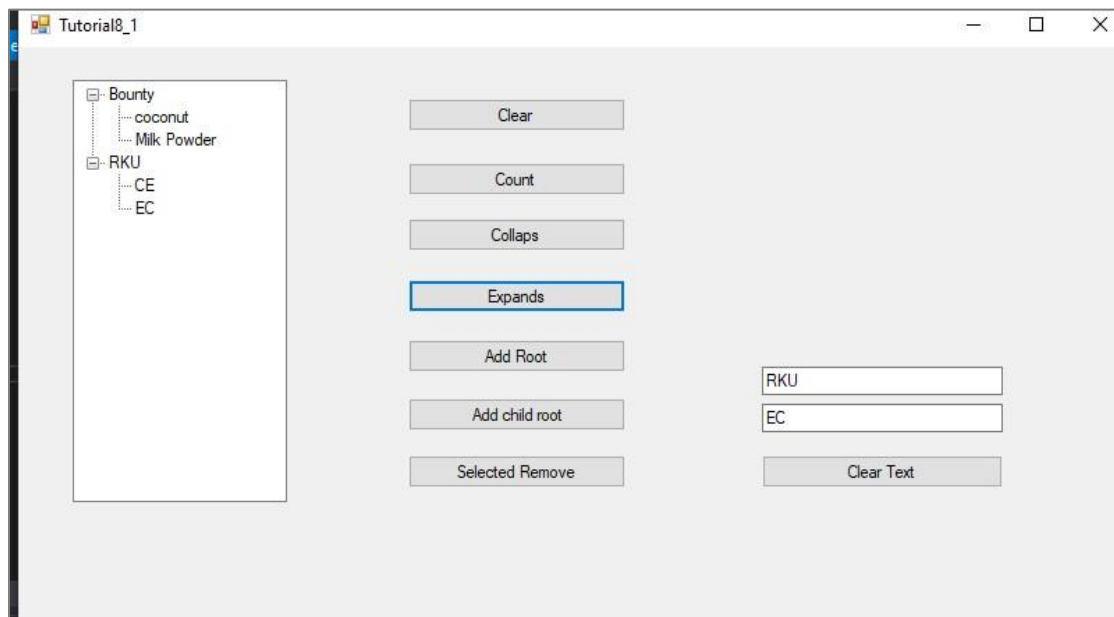 Tutorial8_1
Bounty
coconut
Milk Powder
RKU
CE
EC
Clear
Count
Collaps
Expands
Add Root
Add child root
Selected Remove
RKU
EC
Clear Text